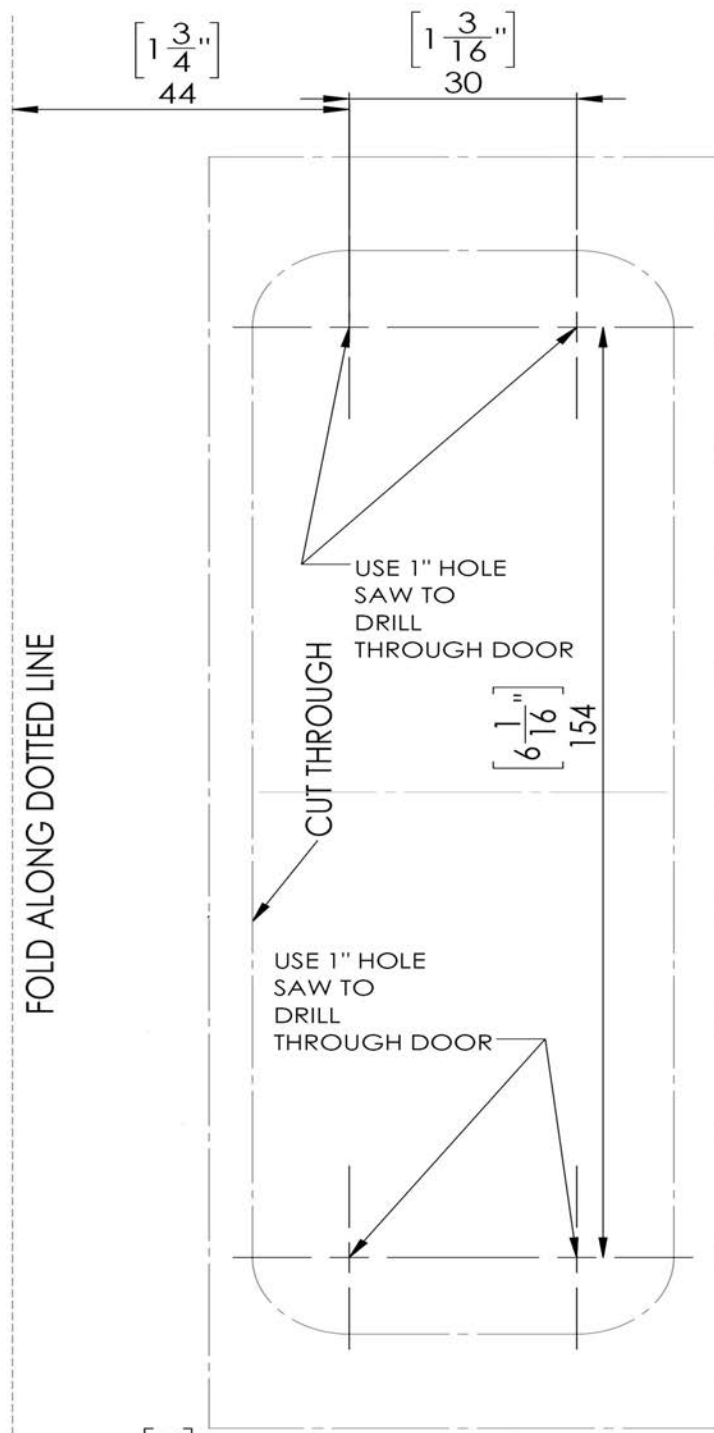 [1 3/4"]
44
[1 3/16"]
30
USE 1" HOLE
SAW TO
DRILL
THROUGH DOOR
FOLD ALONG DOTTED LINE
CUT THROUGH
[6 1/16"]
154
USE 1" HOLE
SAW TO
DRILL
THROUGH DOOR